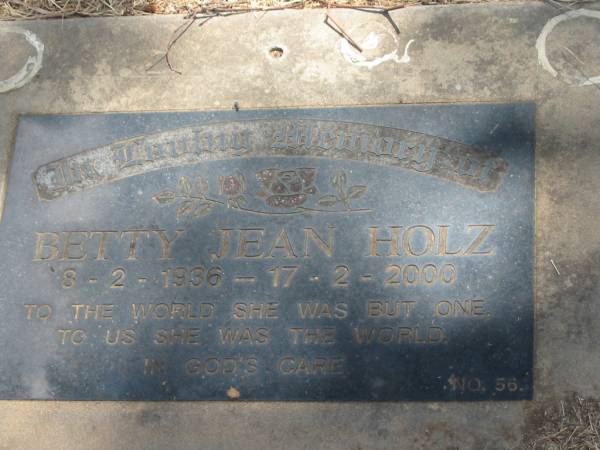 In Loving Memory of
BETTY JEAN HOLZ
8 - 2 - 1936 — 17 - 2 - 2000
TO THE WORLD SHE WAS BUT ONE,
TO US SHE WAS THE WORLD.
IN GOD'S CARE
NO. 56.